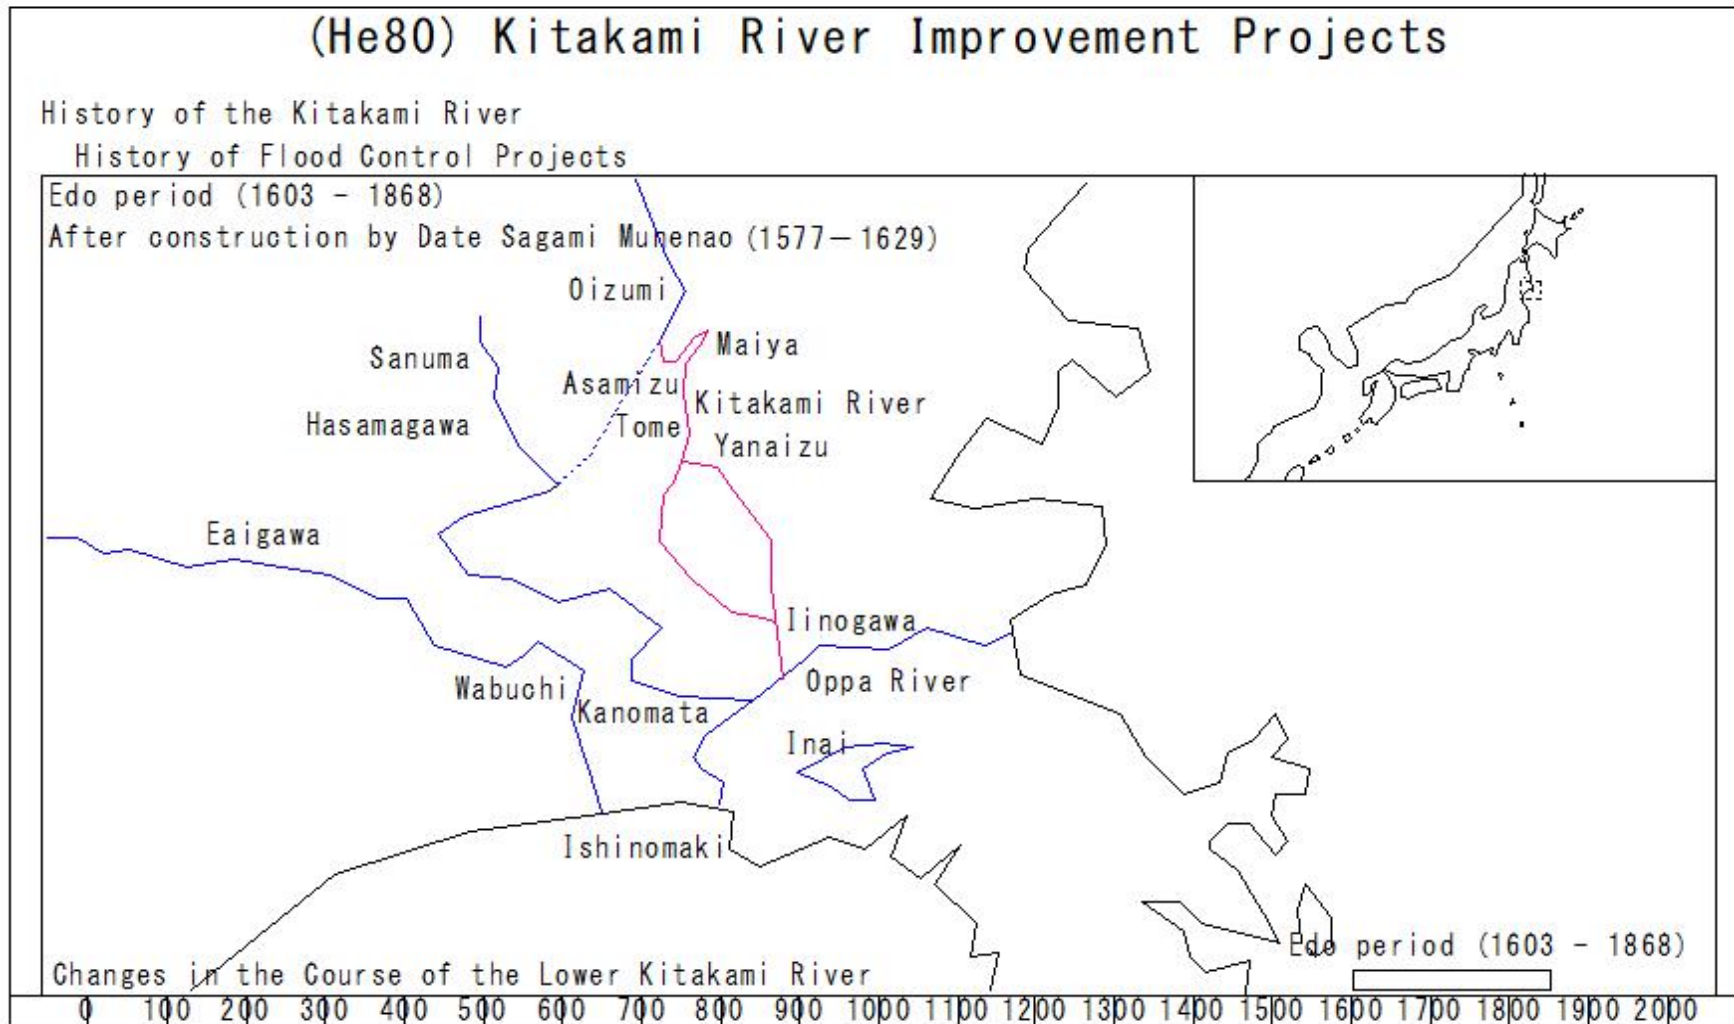 (He80) Kitakami River Improvement Projects
History of the Kitakami River
History of Flood Control Projects
Edo period (1603 - 1868)
After construction by Date Sagami Munenao (1577－1629)
Oizumi
Maiya
Sanuma
Asamizu
Kitakami River
Hasamagawa
Tome
Yanaizu
Eaigawa
Iinogawa
Wabuchi
Oppa River
Kanomata
Inai
Ishinomaki
Edo period (1603 - 1868)
Changes in the Course of the Lower Kitakami River
0 100 200 300 400 500 600 700 800 900 1000 1100 1200 1300 1400 1500 1600 1700 1800 1900 2000